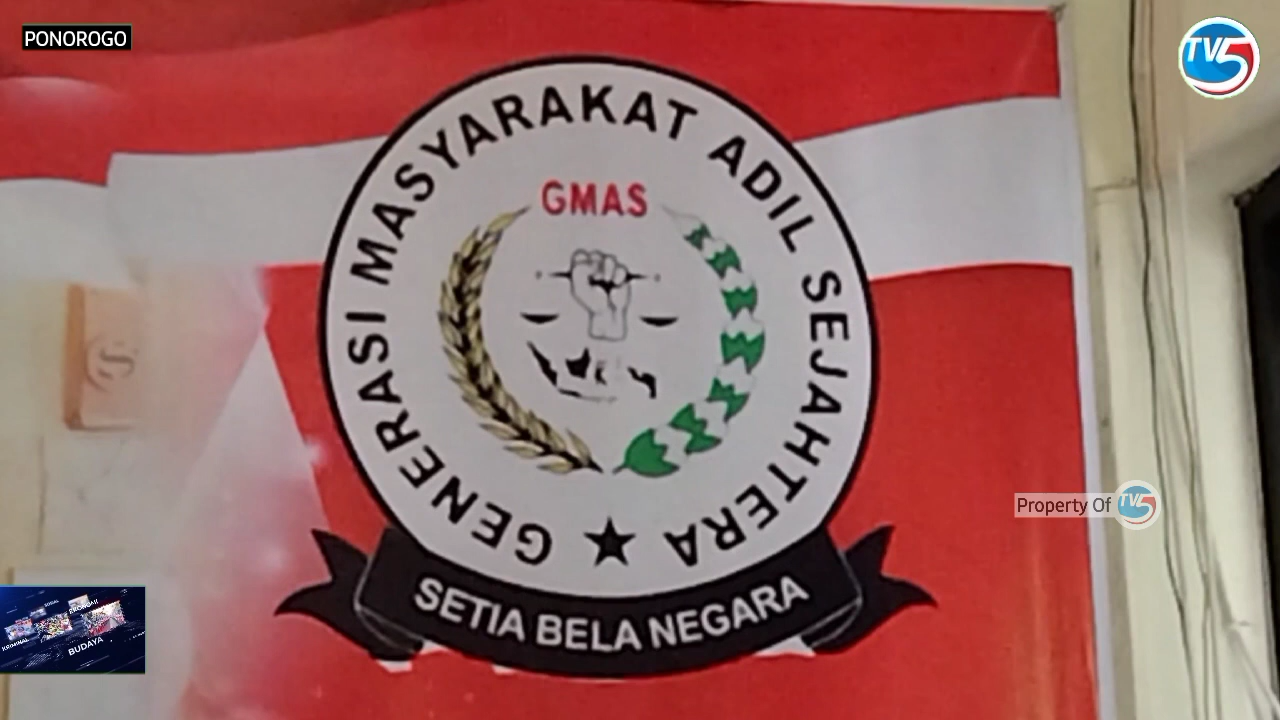 PONOROGO
TV5
GENERASI MASYARAKAT ADIL SEJAHTERA
GMAS
SETIA BELA NEGARA
Property Of TV5
BUDAYA